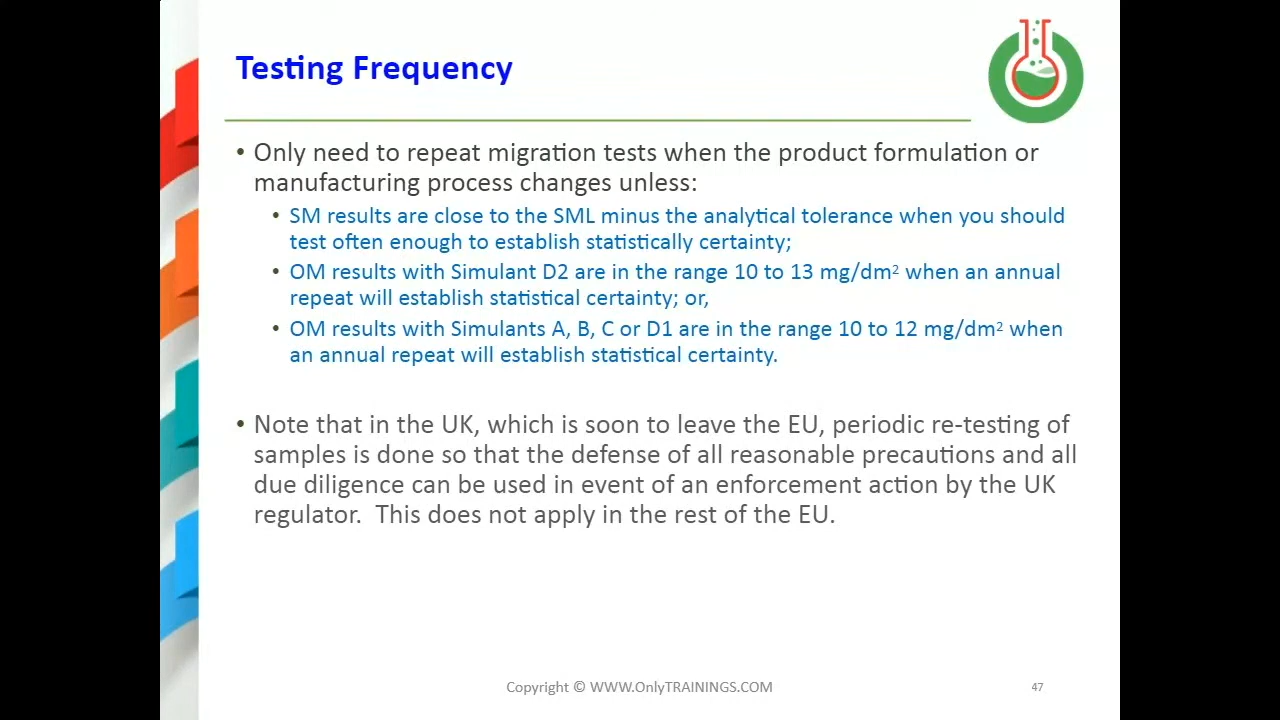 Testing Frequency
• Only need to repeat migration tests when the product formulation or
manufacturing process changes unless:
• SM results are close to the SML minus the analytical tolerance when you should
test often enough to establish statistically certainty;
• OM results with Simulant D2 are in the range 10 to 13 mg/dm² when an annual
repeat will establish statistical certainty; or,
• OM results with Simulants A, B, C or D1 are in the range 10 to 12 mg/dm² when
an annual repeat will establish statistical certainty.
• Note that in the UK, which is soon to leave the EU, periodic re-testing of
samples is done so that the defense of all reasonable precautions and all
due diligence can be used in event of an enforcement action by the UK
regulator.  This does not apply in the rest of the EU.
Copyright © WWW.OnlyTRAININGS.COM
47